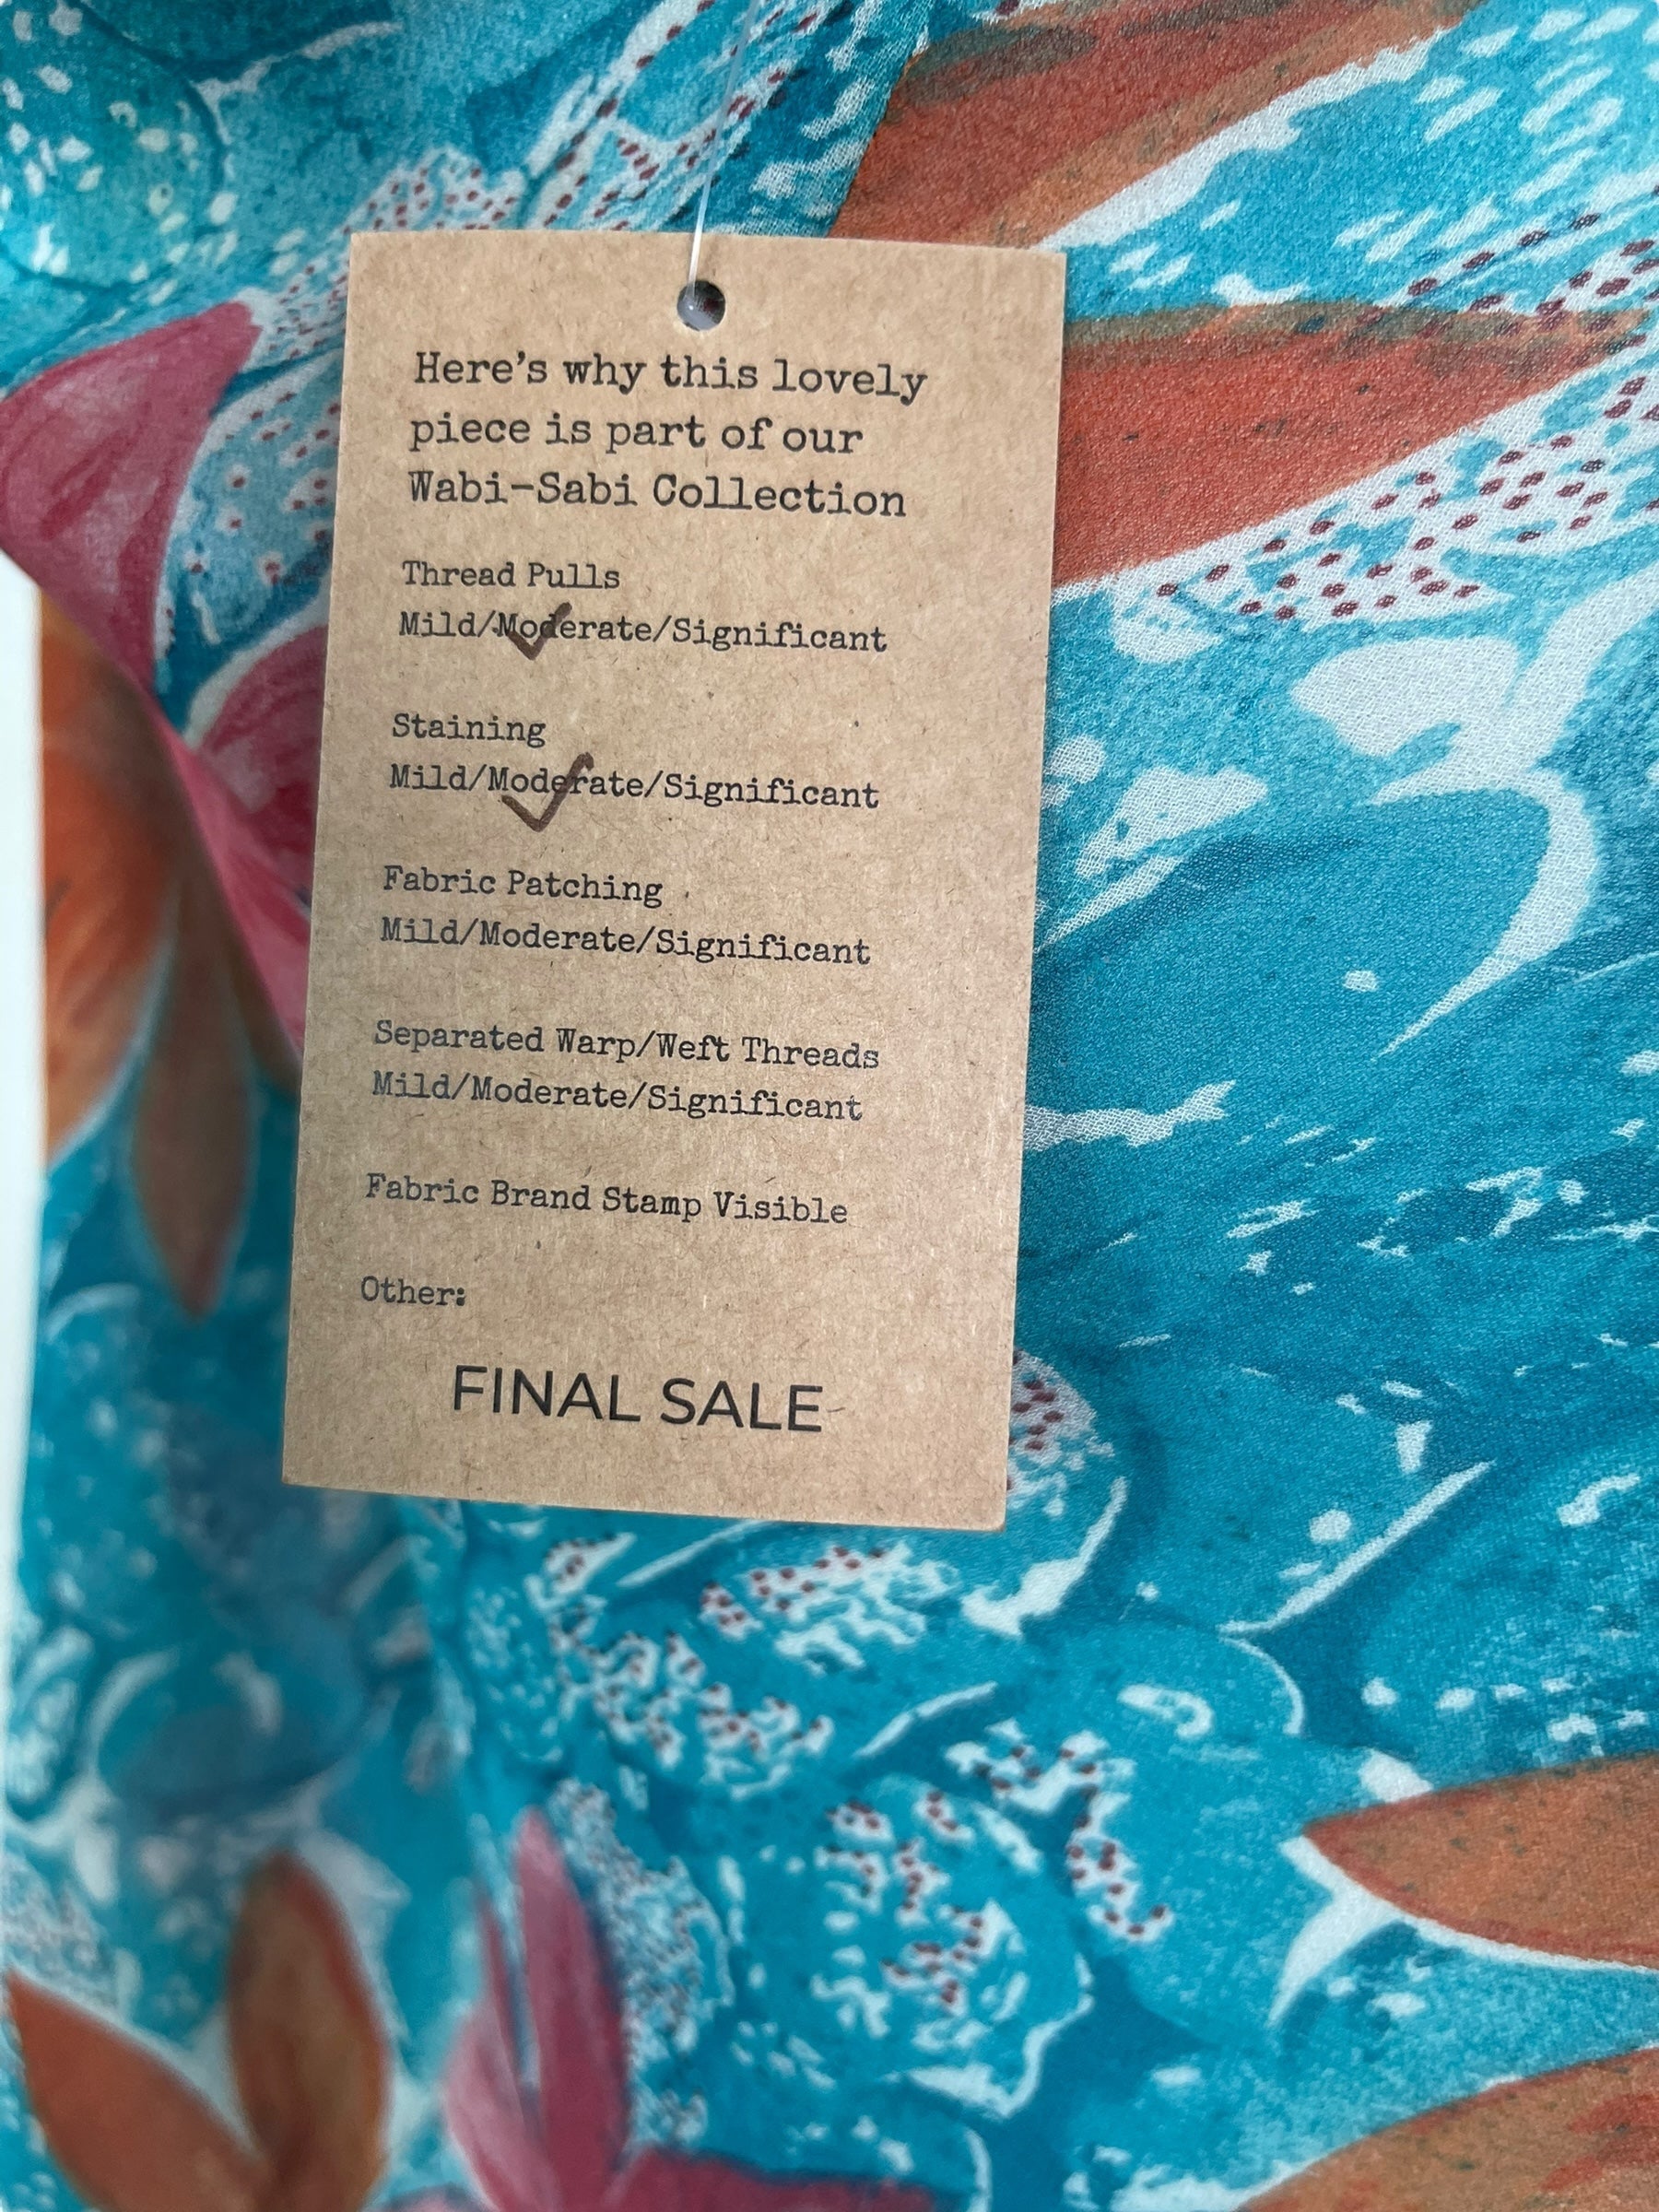 Here's why this lovely
piece is part of our
Wabi-Sabi Collection
Thread Pulls
Mild/Moderate/Significant
Staining
Mild/Moderate/Significant
Fabric Patching
Mild/Moderate/Significant
Separated Warp/Weft Threads
Mild/Moderate/Significant
Fabric Brand Stamp Visible
Other:
FINAL SALE